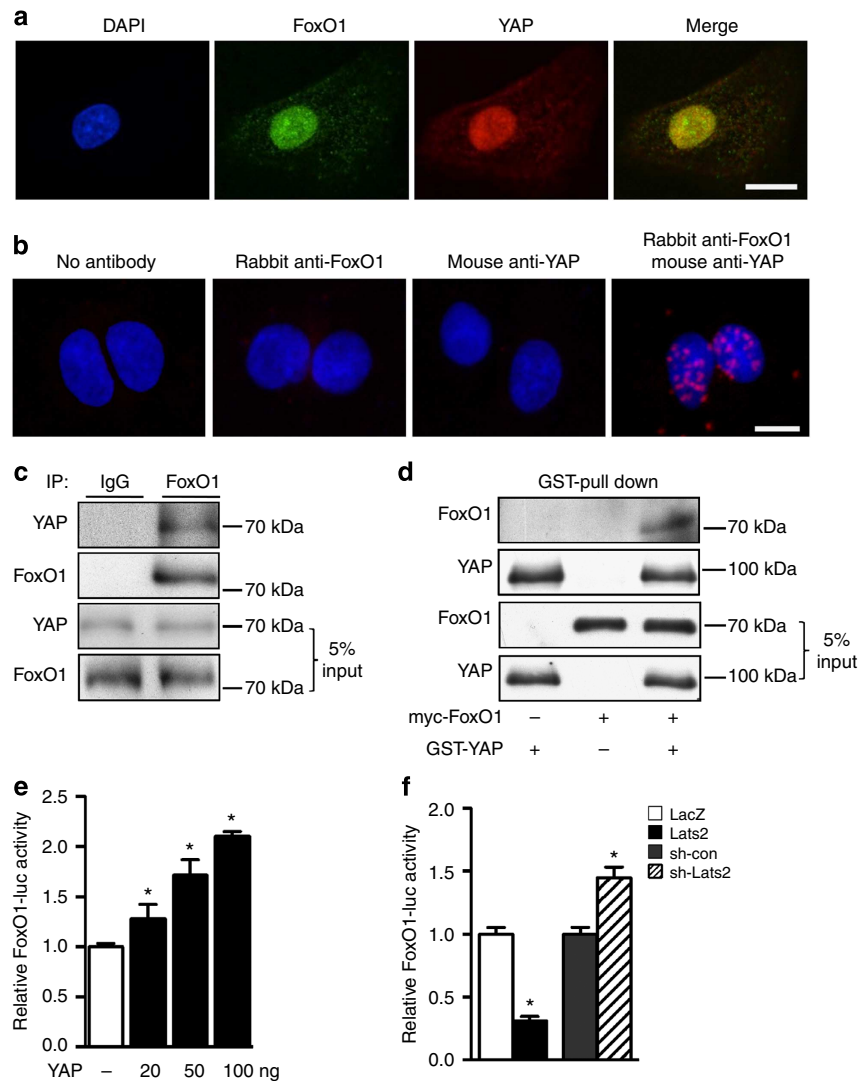 a
DAPI FoxO1 YAP Merge
b
No antibody Rabbit anti-FoxO1 Mouse anti-YAP Rabbit anti-FoxO1
mouse anti-YAP
c
IP: IgG FoxO1
YAP 70 kDa
FoxO1 70 kDa
YAP 70 kDa
FoxO1 70 kDa
5%
input
d
GST-pull down
FoxO1 70 kDa
YAP 100 kDa
FoxO1 70 kDa
YAP 100 kDa
5%
input
myc-FoxO1 – + +
GST-YAP + – +
e
Relative FoxO1-luc activity
2.5
2.0
1.5
1.0
0.5
0.0
* * *
YAP – 20 50 100 ng
f
Relative FoxO1-luc activity
2.0
1.5
1.0
0.5
0.0
* *
LacZ
Lats2
sh-con
sh-Lats2